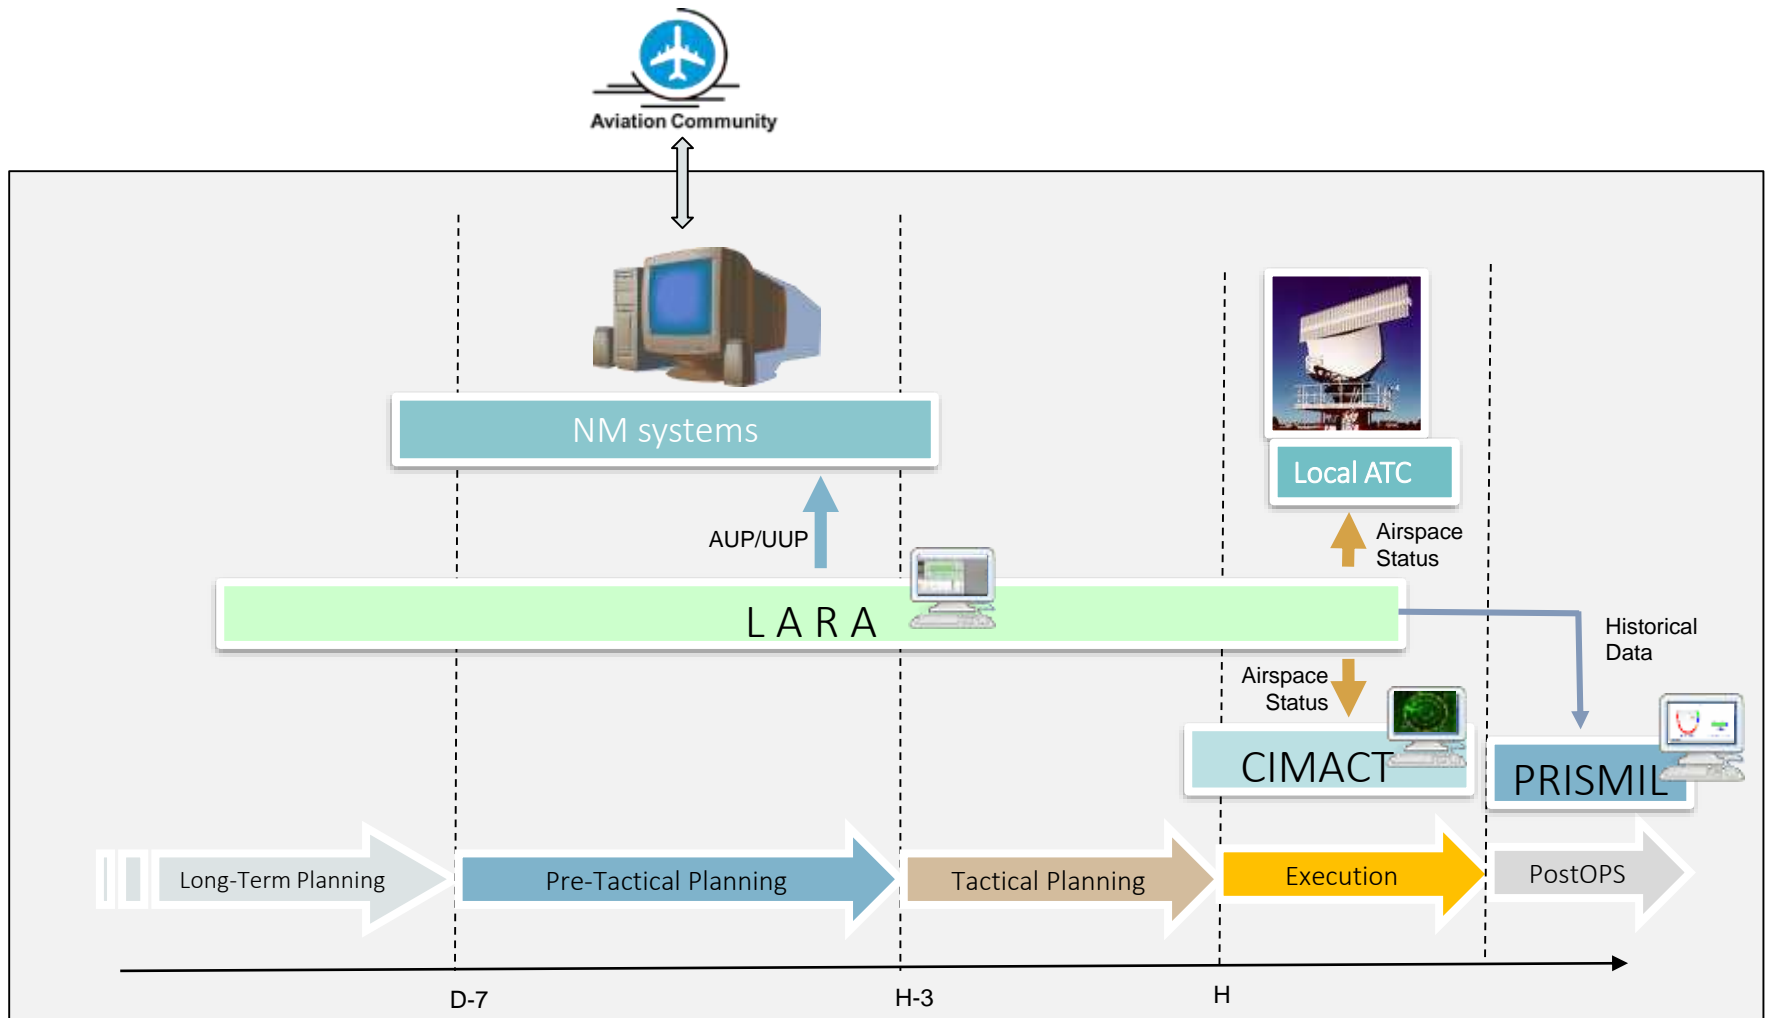 Aviation Community
NM systems
Local ATC
AUP/UUP
Airspace
Status
L A R A
Historical
Data
Airspace
Status
CIMACT
PRISMIL
Long-Term Planning
Pre-Tactical Planning
Tactical Planning
Execution
PostOPS
D-7
H-3
H